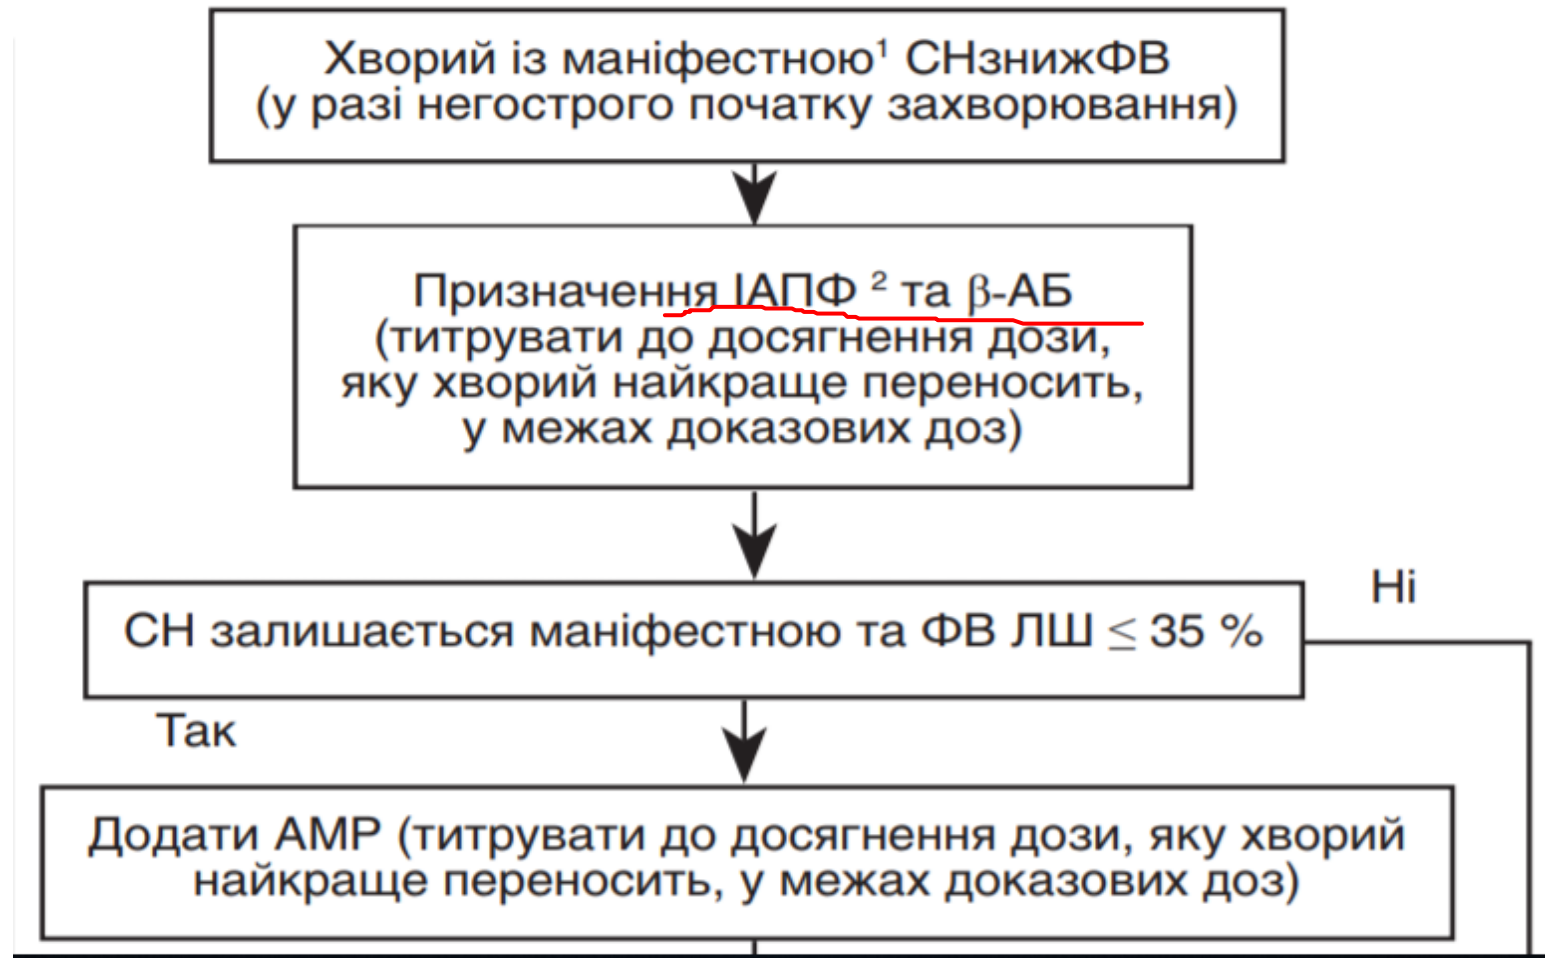 Хворий із маніфестною¹ СНзнижФВ
(у разі негострого початку захворювання)
Призначення ІАПФ ² та β-АБ
(титрувати до досягнення дози,
яку хворий найкраще переносить,
у межах доказових доз)
Ні
СН залишається маніфестною та ФВ ЛШ ≤ 35 %
Так
Додати АМР (титрувати до досягнення дози, яку хворий
найкраще переносить, у межах доказових доз)